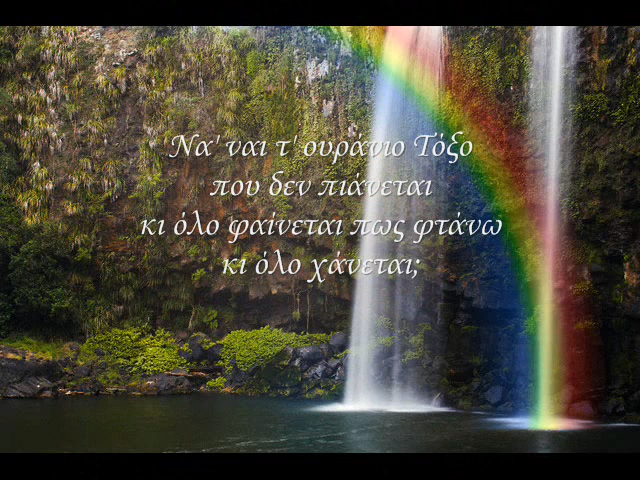 Να' ναι τ' ουράνιο Τόξο
που δεν πιάνεται
κι όλο φαίνεται πως φτάνω
κι όλο χάνεται;